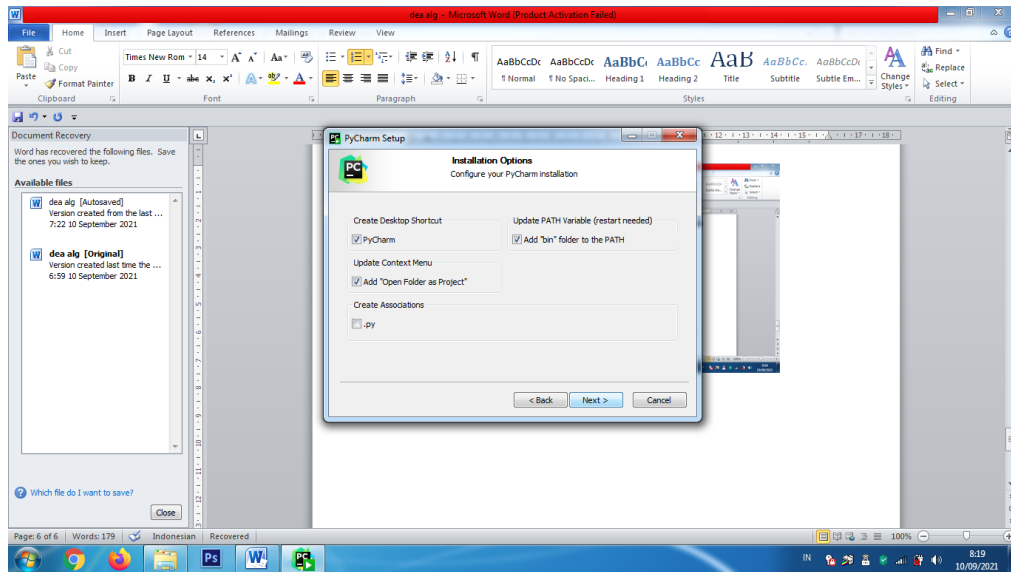 dea alg - Microsoft Word (Product Activation Failed)
File Home Insert Page Layout References Mailings Review View
Cut
Copy
Format Painter
Paste
Clipboard
Times New Rom 14
Font
Paragraph
AaBbCcDc AaBbCcDc AaBbC AaBbCc AaB AaBbCc. AaBbCcDc
¶ Normal ¶ No Spaci... Heading 1 Heading 2 Title Subtitle Subtle Em...
Change
Styles
Styles
Find
Replace
Select
Editing
Document Recovery
Word has recovered the following files. Save
the ones you wish to keep.
Available files
dea alg [Autosaved]
Version created from the last ...
7:22 10 September 2021
dea alg [Original]
Version created last time the ...
6:59 10 September 2021
Which file do I want to save?
Close
PyCharm Setup
Installation Options
Configure your PyCharm installation
Create Desktop Shortcut
PyCharm
Update PATH Variable (restart needed)
Add "bin" folder to the PATH
Update Context Menu
Add "Open Folder as Project"
Create Associations
.py
< Back Next > Cancel
Page: 6 of 6 Words: 179 Indonesian Recovered
100%
Ps
IN
8:19
10/09/2021